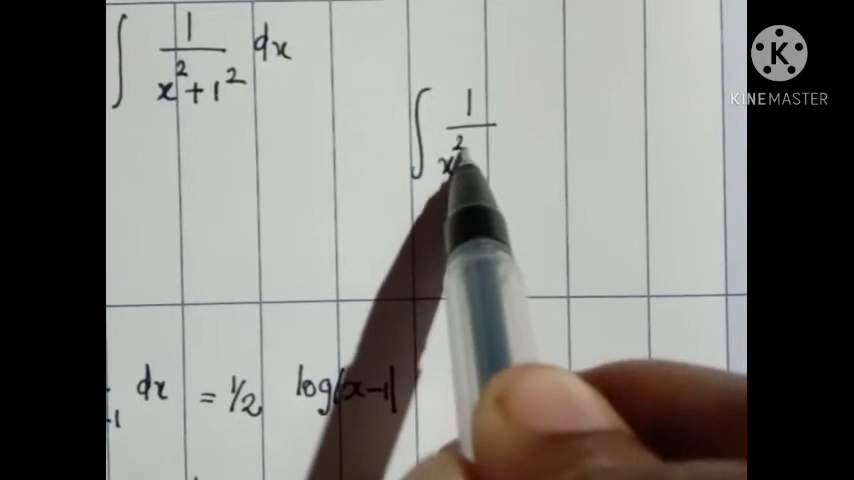 ∫ 1/(x²+1²) dx
∫ 1/x²
dx = 1/2 log|x-1|
K
KINEMASTER